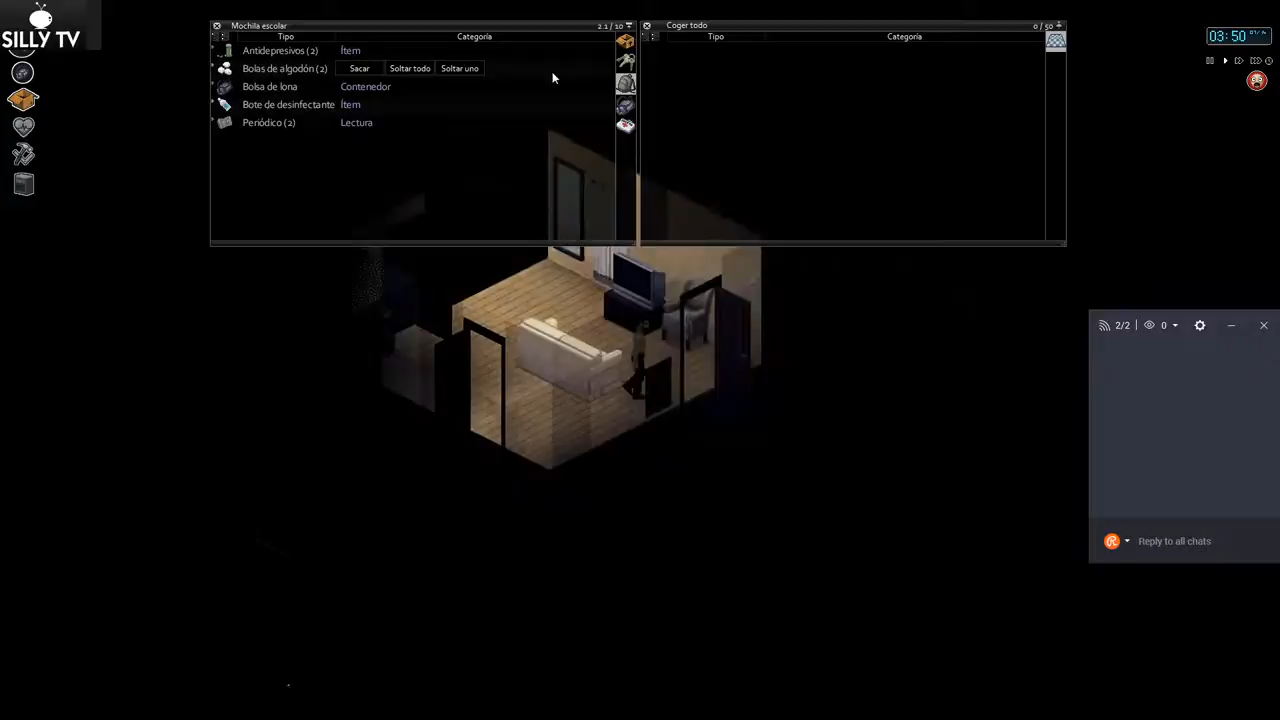 SILLY TV
Mochila escolar 2.1 / 10
Tipo Categoría
Antidepresivos (2) Ítem
Bolas de algodón (2) Sacar Soltar todo Soltar uno
Bolsa de lona Contenedor
Bote de desinfectante Ítem
Periódico (2) Lectura
Coger todo 0 / 50
Tipo Categoría
03:50
2/2 0
Reply to all chats